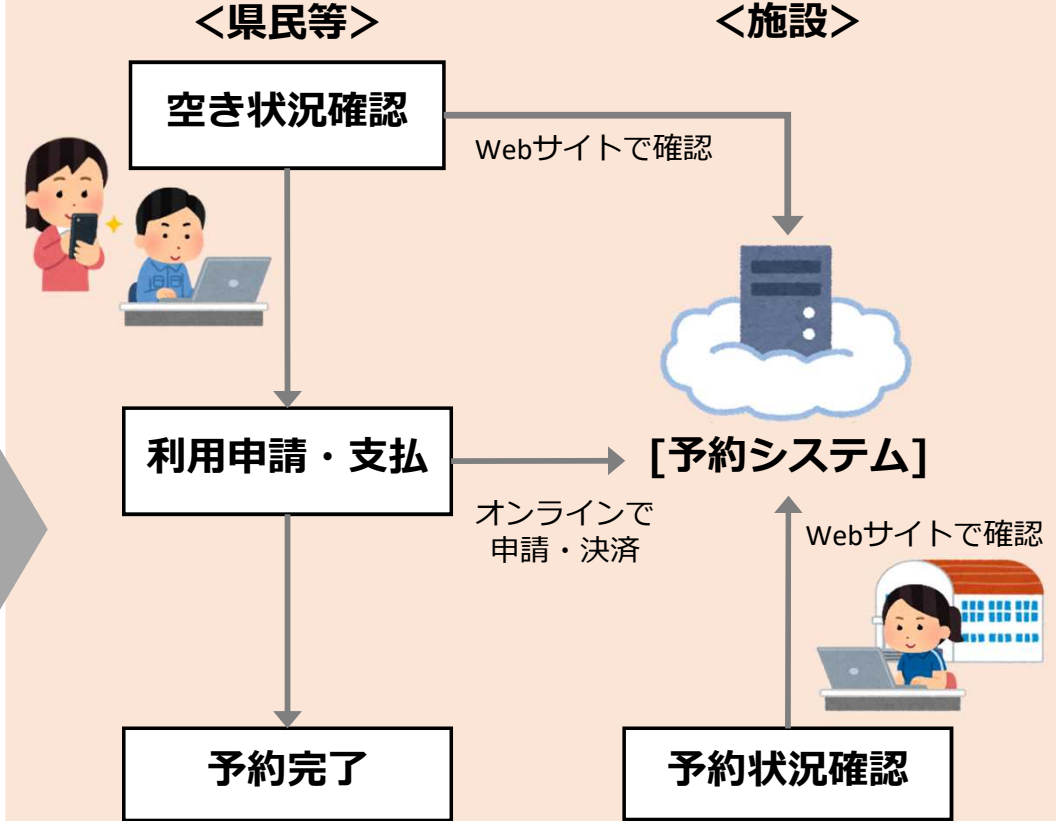 ＜県民等＞
＜施設＞
空き状況確認
Webサイトで確認
利用申請・支払
[予約システム]
オンラインで
申請・決済
Webサイトで確認
予約完了
予約状況確認